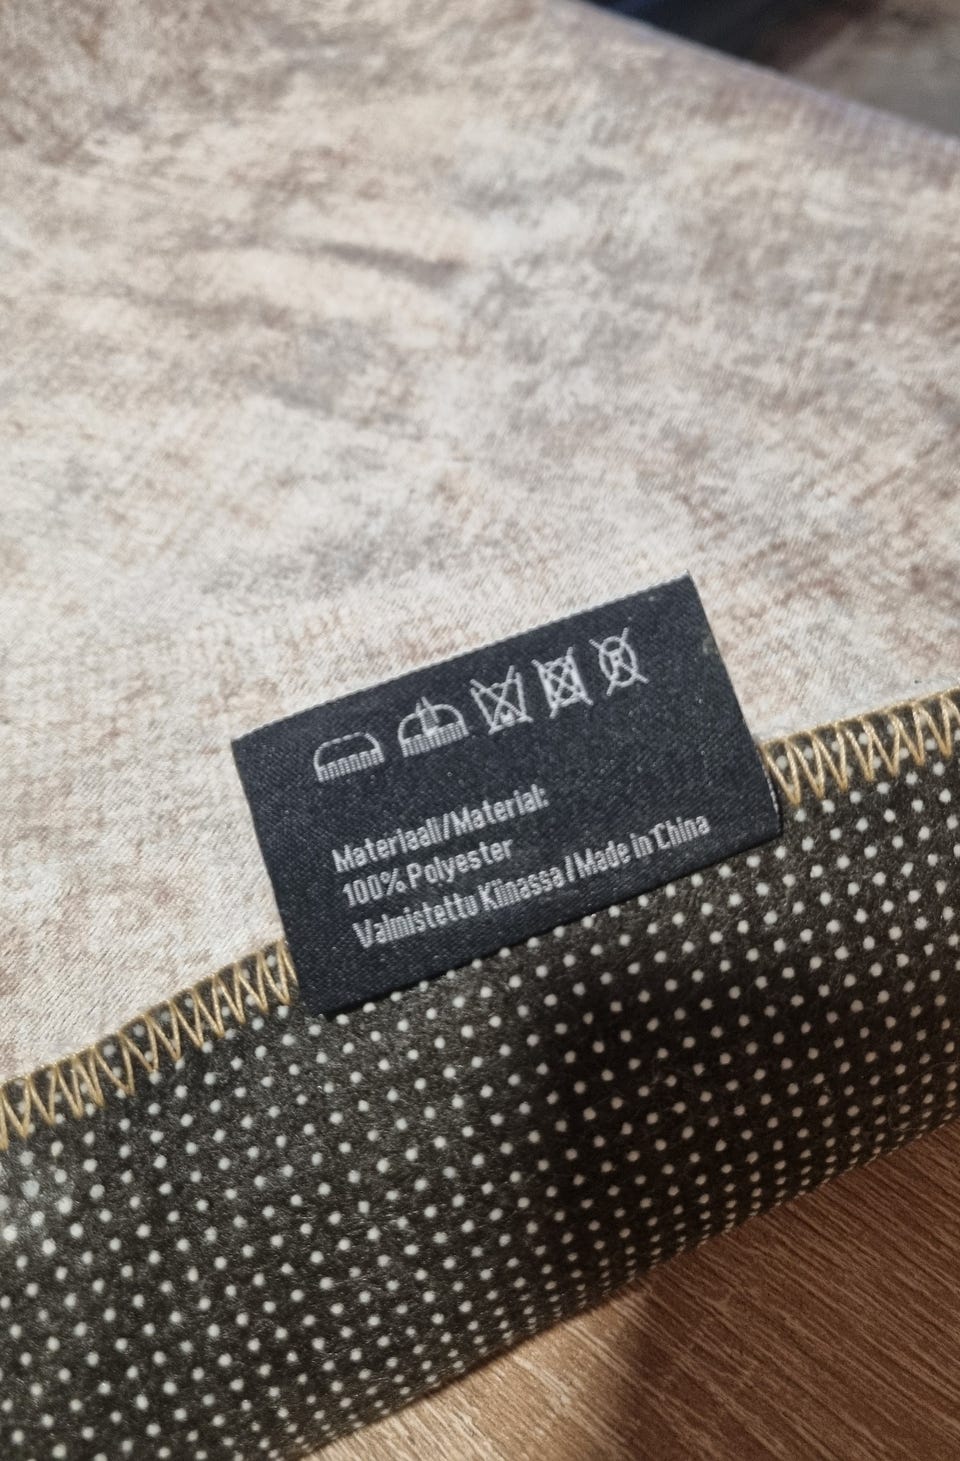 Materiaali/Material:
100% Polyester
Valmistettu Kiinassa/Made in China